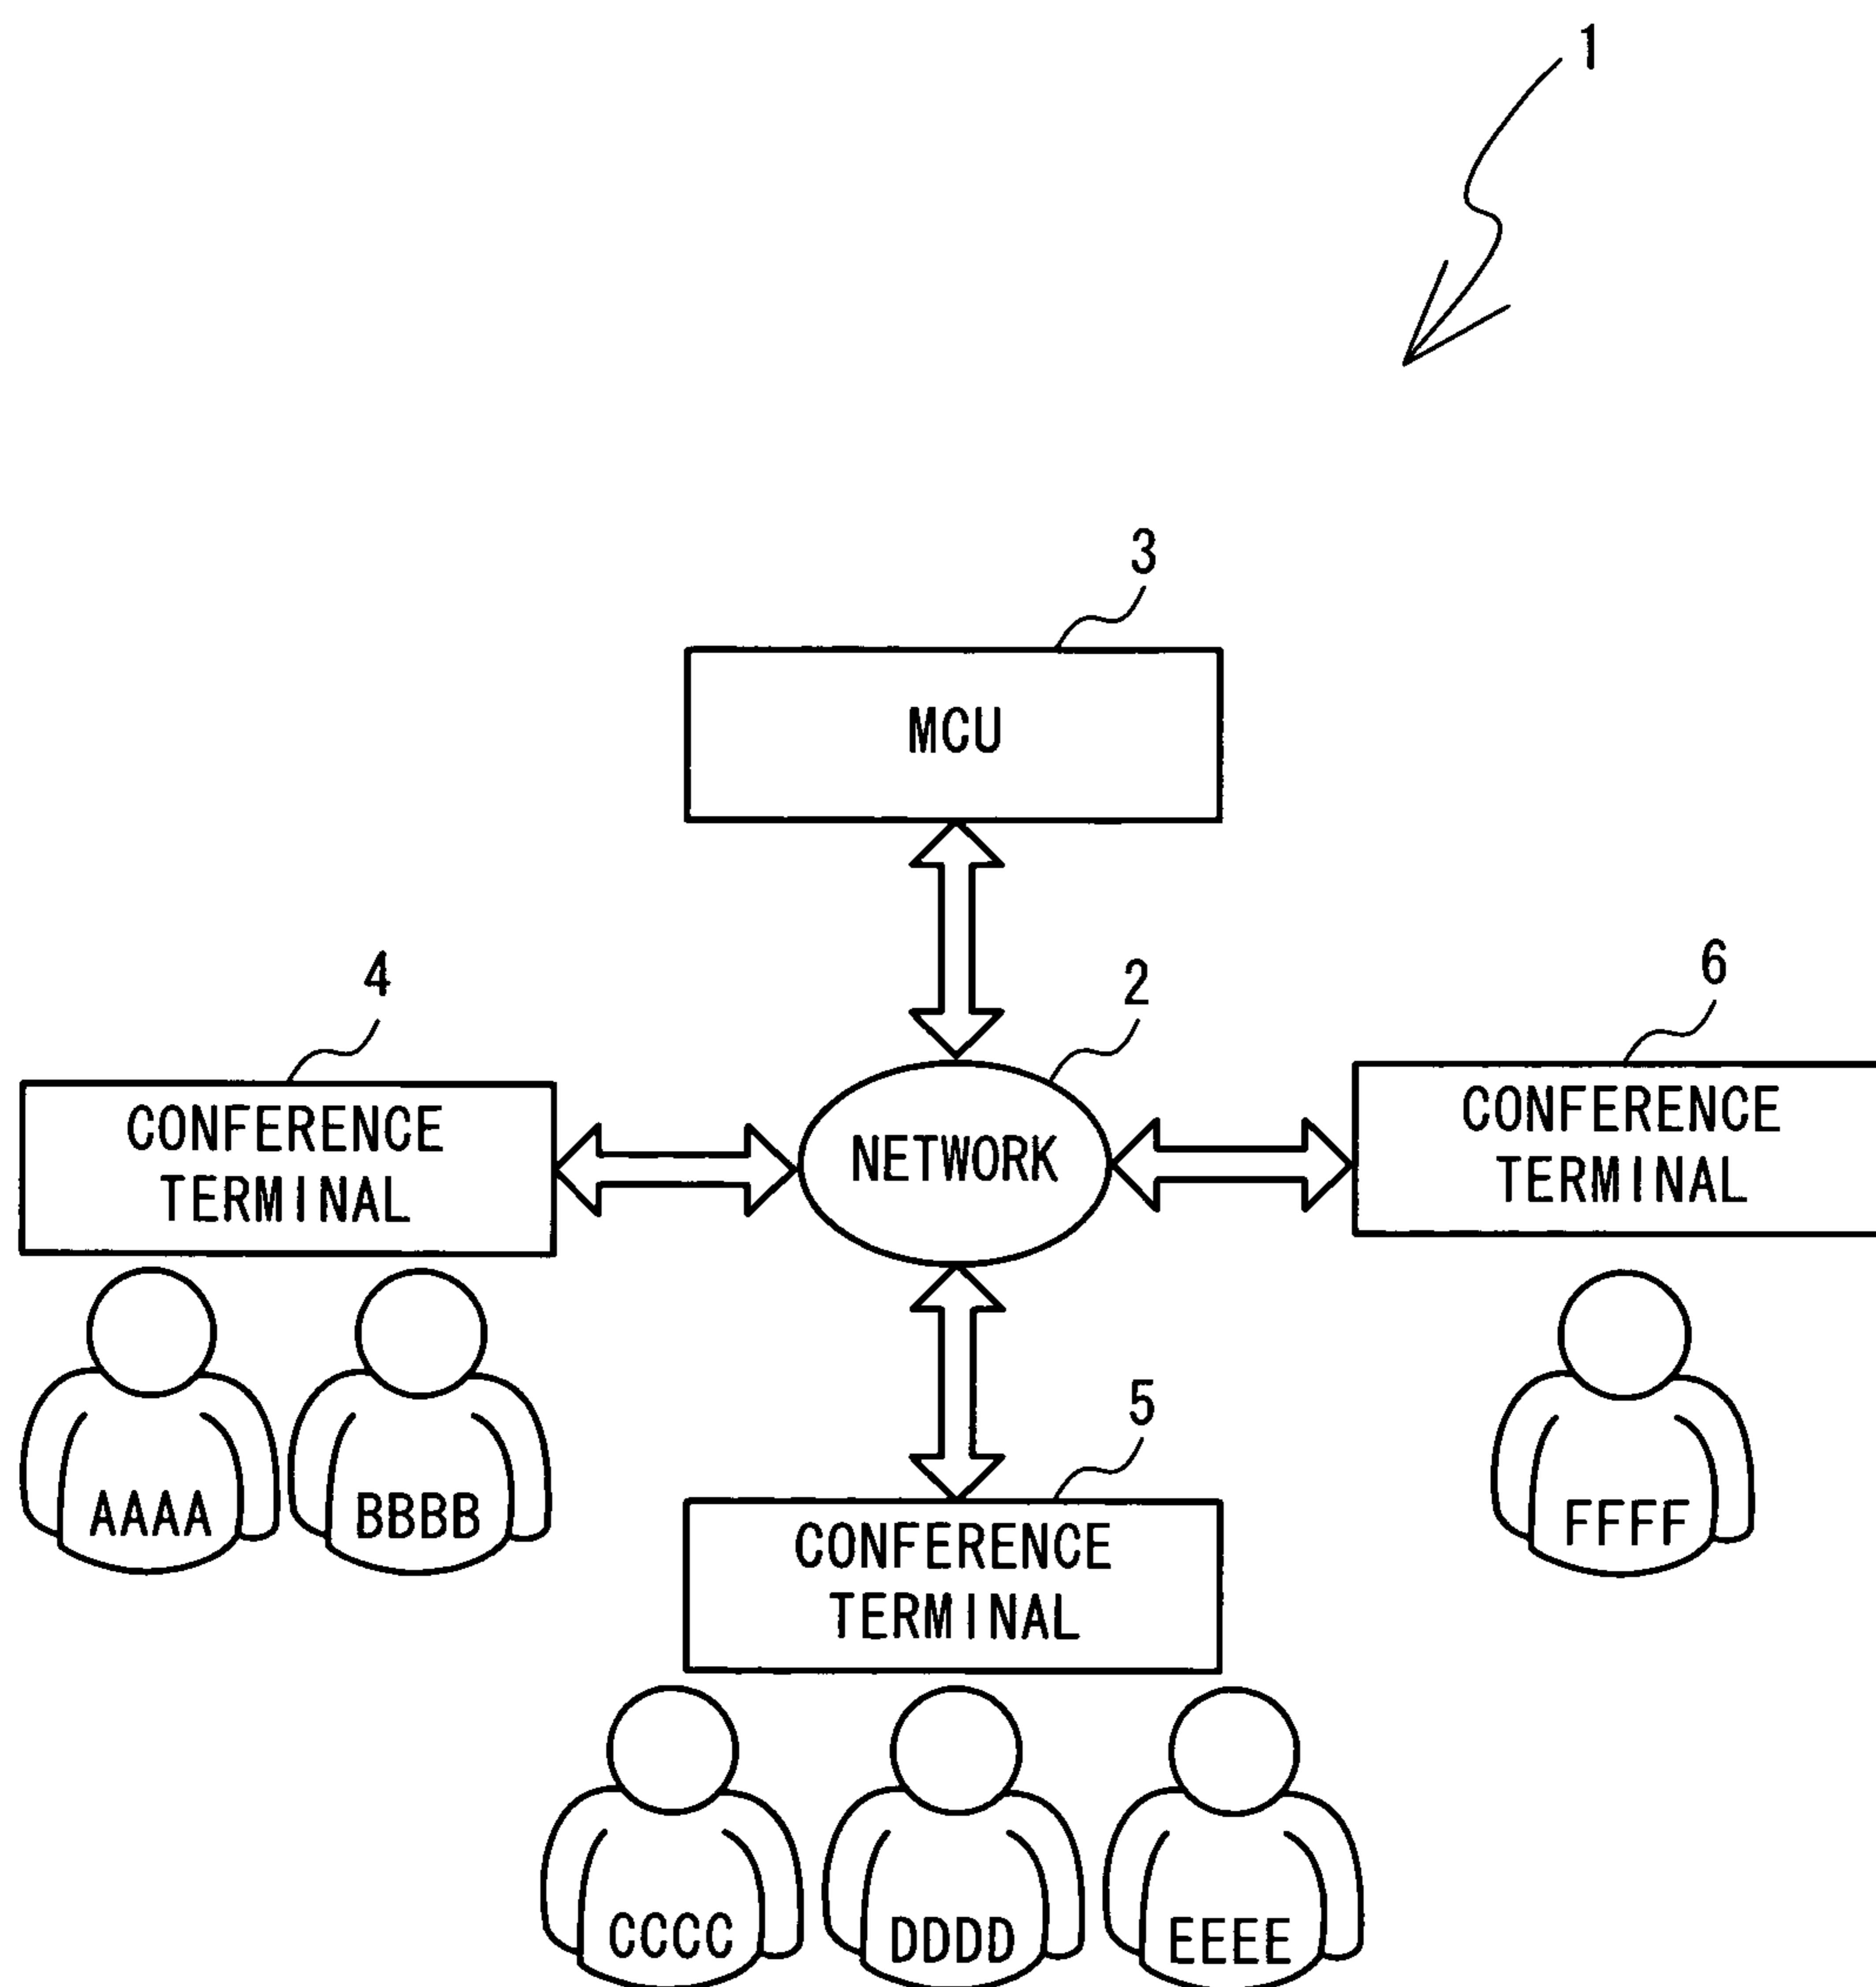 1
3
MCU
4
2
6
CONFERENCE
TERMINAL
NETWORK
CONFERENCE
TERMINAL
5
AAAA
BBBB
FFFF
CONFERENCE
TERMINAL
CCCC
DDDD
EEEE